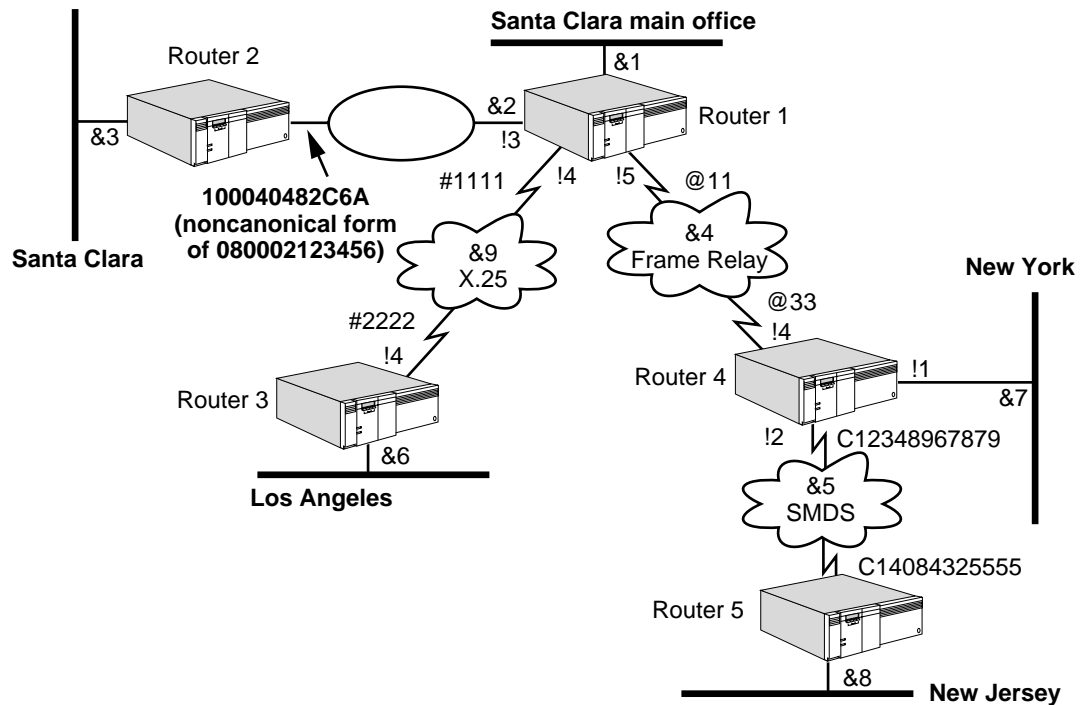 Santa Clara main office
Router 2
&1
&2
Router 1
&3
!3
#1111
!4
!5
@11
100040482C6A
(noncanonical form
of 080002123456)
Santa Clara
&9
X.25
&4
Frame Relay
New York
#2222
!4
@33
!4
Router 3
Router 4
!1
&7
&6
Los Angeles
!2
C12348967879
&5
SMDS
C14084325555
Router 5
&8
New Jersey